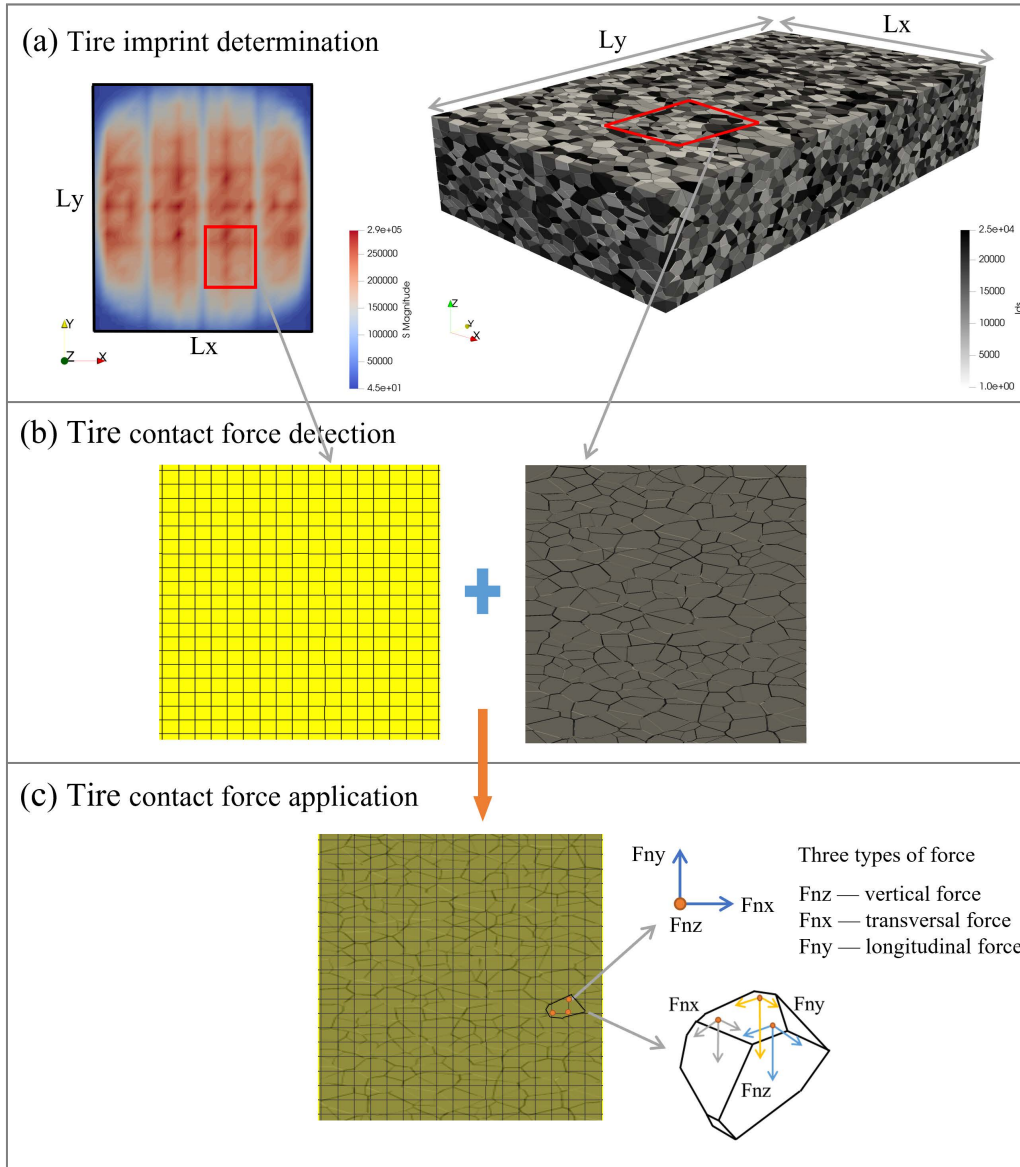 (a) Tire imprint determination
Ly
Lx
Ly
Lx
2.9e+05
250000
200000
150000
100000
50000
4.5e+01
S Magnitude
Y
Z
X
Z
Y
X
2.5e+04
20000
15000
10000
5000
1.0e+00
Ids
(b) Tire contact force detection
(c) Tire contact force application
Fny
Fnx
Fnz
Three types of force
Fnz — vertical force
Fnx — transversal force
Fny — longitudinal force
Fnx
Fny
Fnz